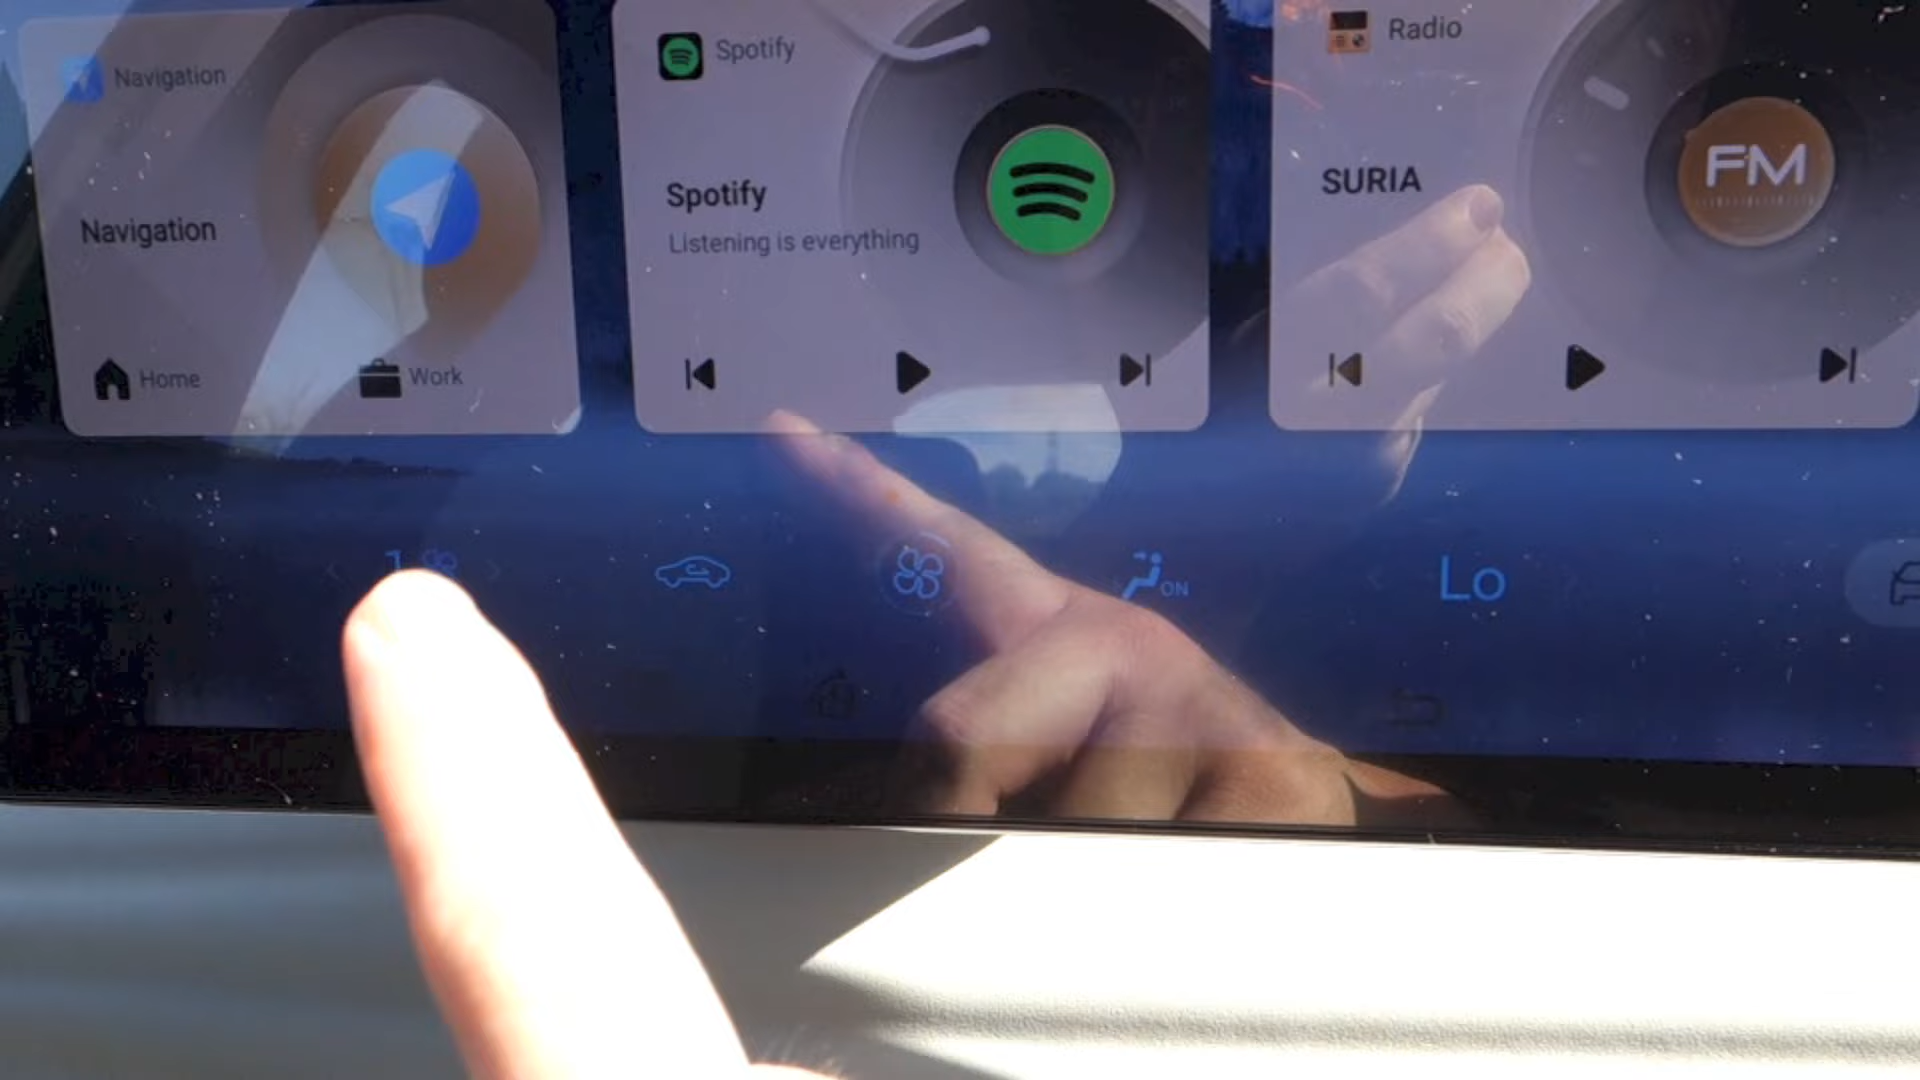 Navigation
Navigation
Home
Work
Spotify
Spotify
Listening is everything
Radio
SURIA
FM
ON
Lo